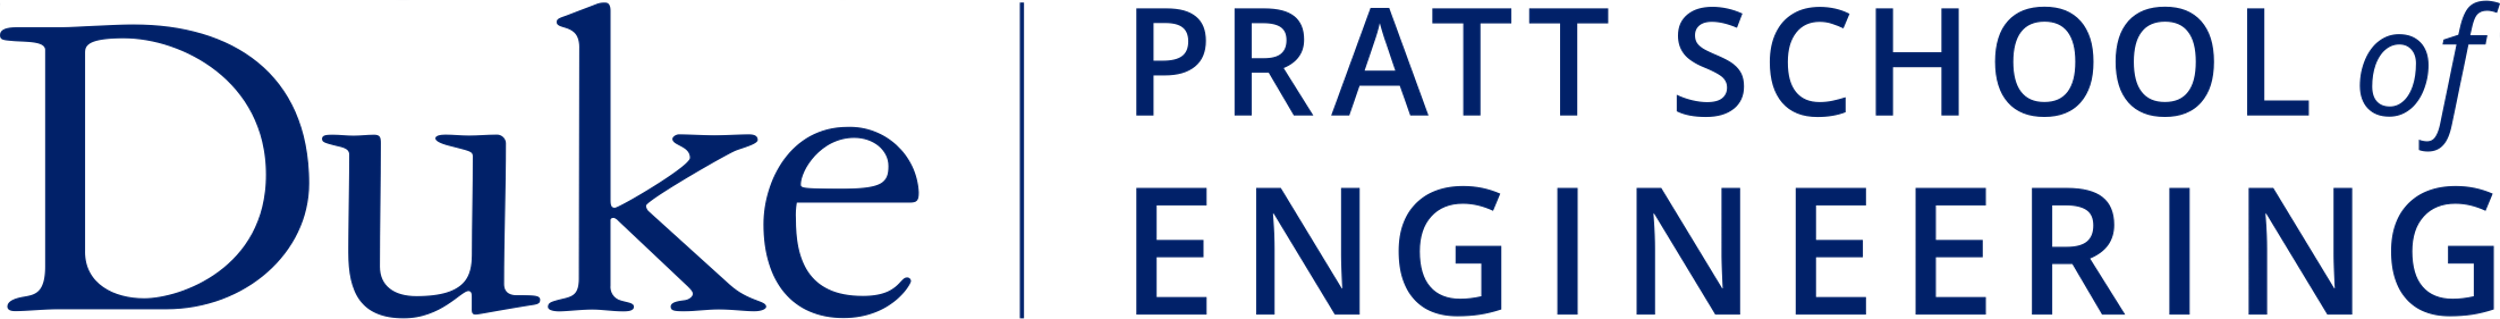 Duke
PRATT SCHOOL of
ENGINEERING